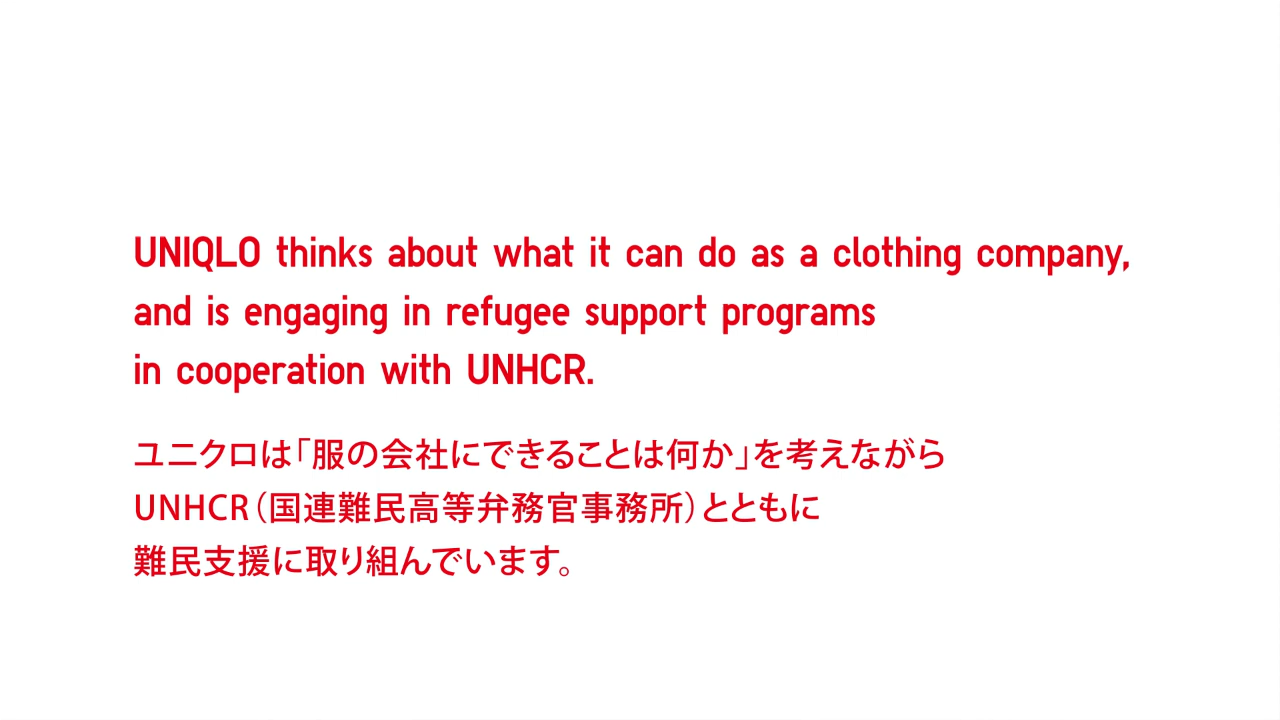 UNIQLO thinks about what it can do as a clothing company,
and is engaging in refugee support programs
in cooperation with UNHCR.
ユニクロは「服の会社にできることは何か」を考えながら
UNHCR（国連難民高等弁務官事務所）とともに
難民支援に取り組んでいます。